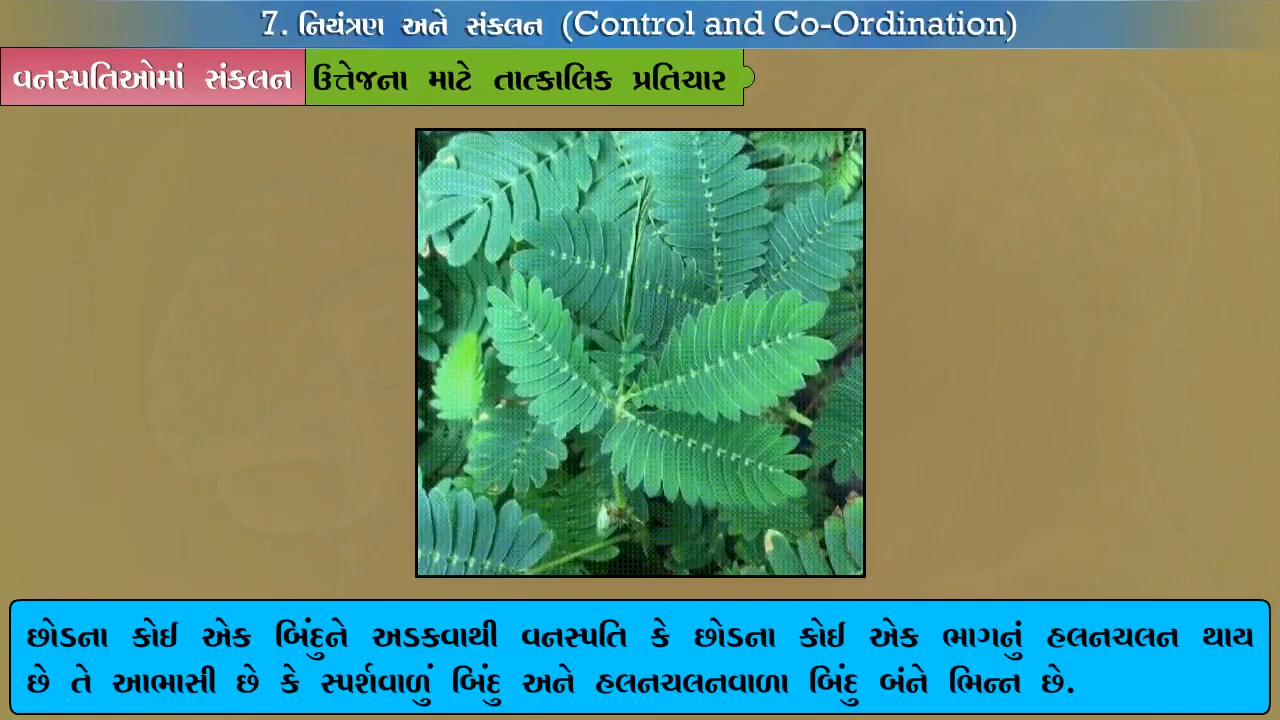 7. નિયંત્રણ અને સંકલન (Control and Co-Ordination)
વનસ્પતિઓમાં સંકલન ઉત્તેજના માટે તાત્કાલિક પ્રતિચાર
છોડના કોઈ એક બિંદુને અડકવાથી વનસ્પતિ કે છોડના કોઈ એક ભાગનું હલનચલન થાય
છે તે આભાસી છે કે સ્પર્શવાળું બિંદુ અને હલનચલનવાળા બિંદુ બંને ભિન્ન છે.